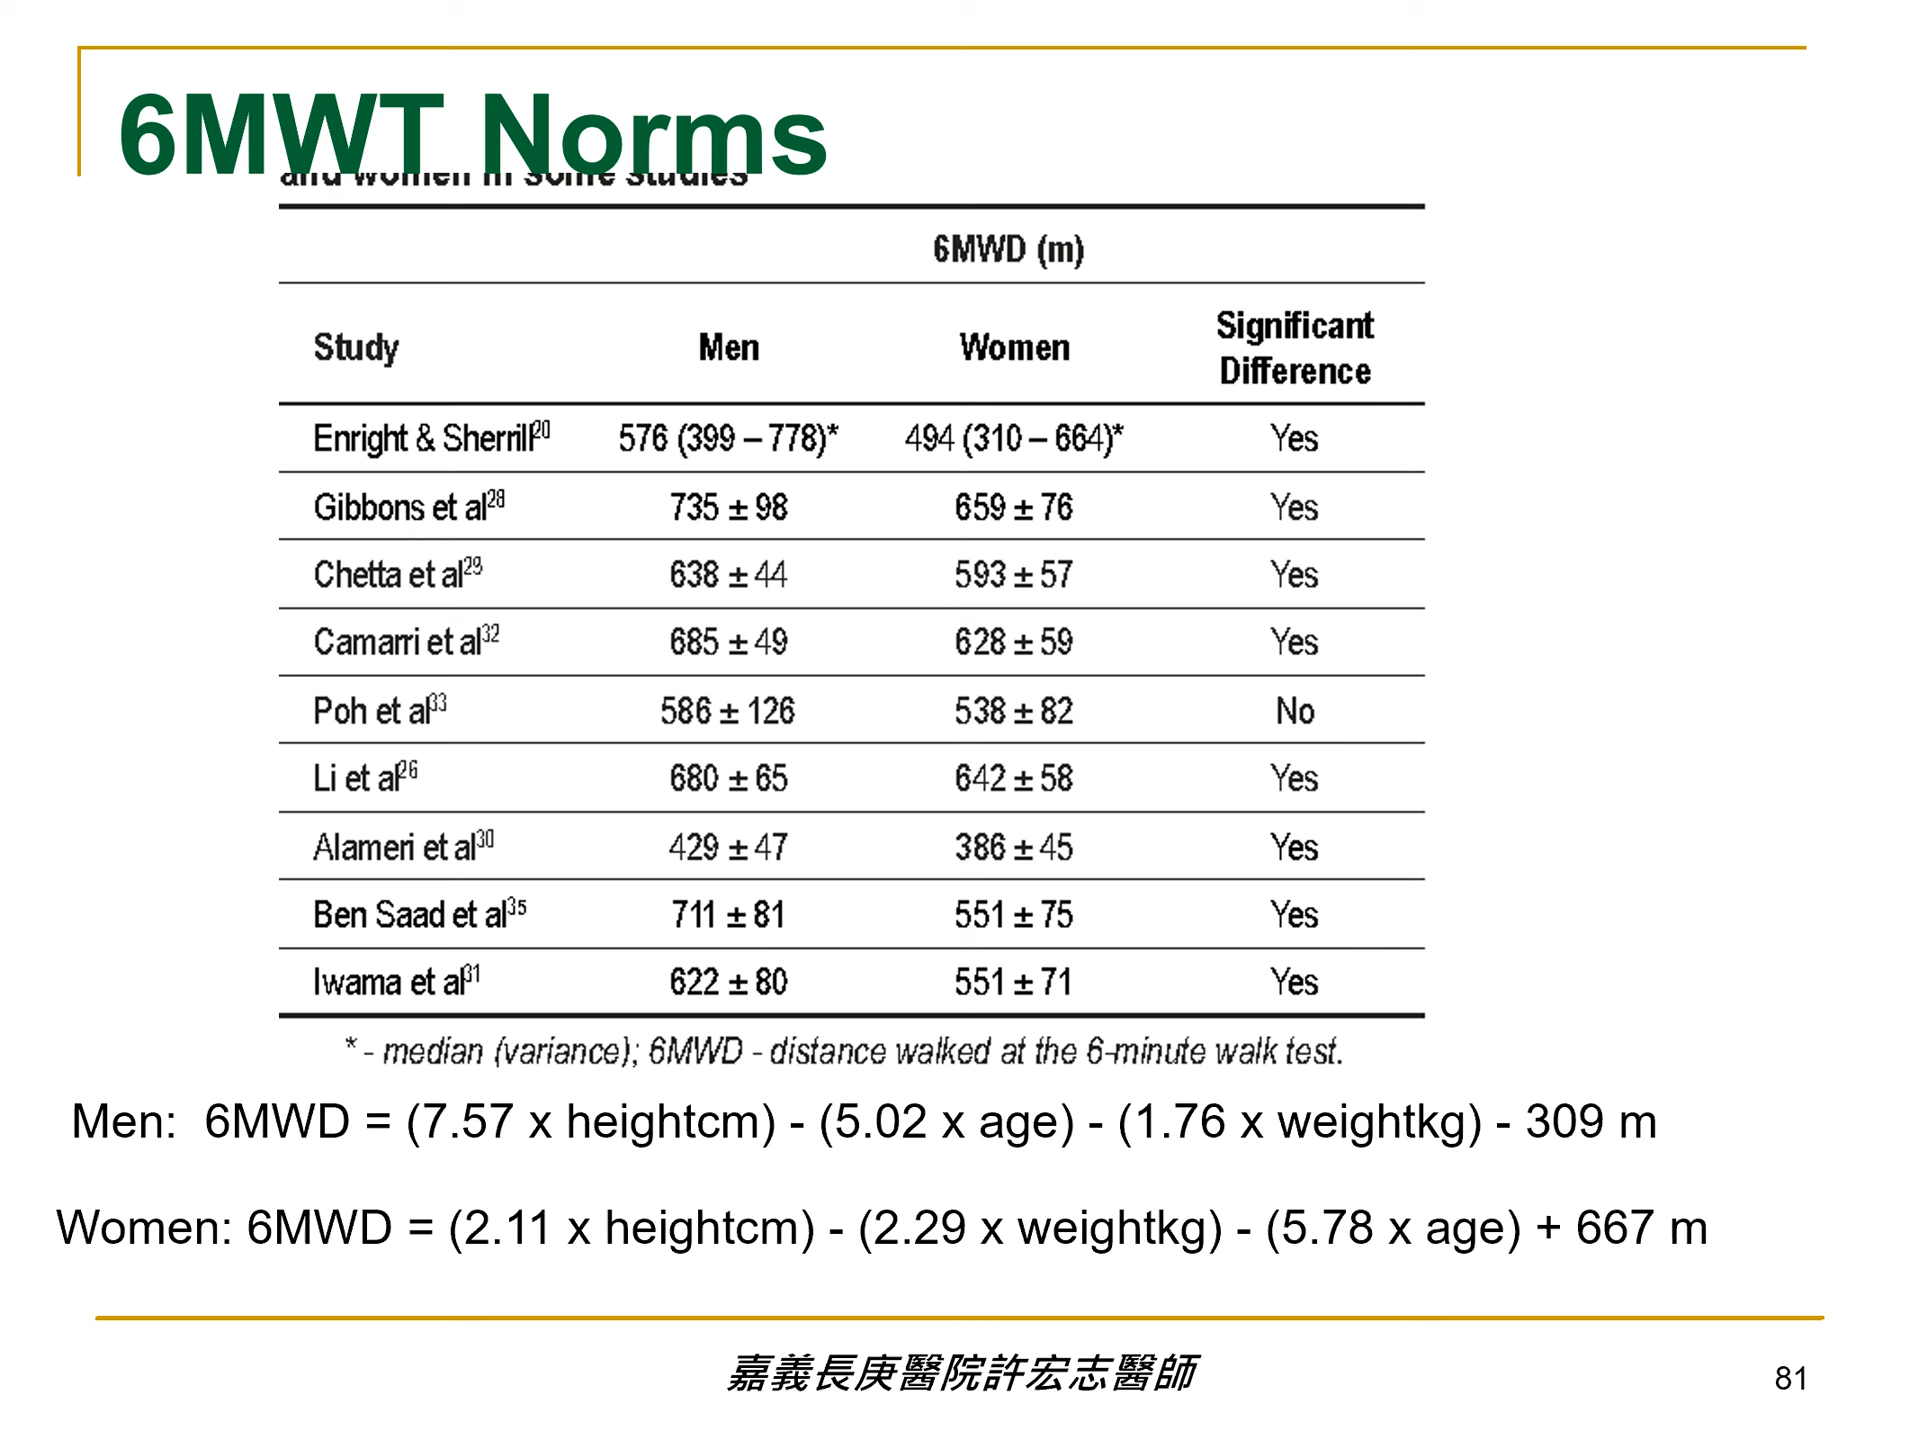 6MWT Norms
and women in some studies
6MWD (m)
Study Men Women Significant Difference
Enright & Sherrill20 576 (399 – 778)* 494 (310 – 664)* Yes
Gibbons et al28 735 ± 98 659 ± 76 Yes
Chetta et al29 638 ± 44 593 ± 57 Yes
Camarri et al32 685 ± 49 628 ± 59 Yes
Poh et al33 586 ± 126 538 ± 82 No
Li et al26 680 ± 65 642 ± 58 Yes
Alameri et al30 429 ± 47 386 ± 45 Yes
Ben Saad et al35 711 ± 81 551 ± 75 Yes
Iwama et al31 622 ± 80 551 ± 71 Yes
* - median (variance); 6MWD - distance walked at the 6-minute walk test.
Men: 6MWD = (7.57 x heightcm) - (5.02 x age) - (1.76 x weightkg) - 309 m
Women: 6MWD = (2.11 x heightcm) - (2.29 x weightkg) - (5.78 x age) + 667 m
嘉義長庚醫院許宏志醫師
81